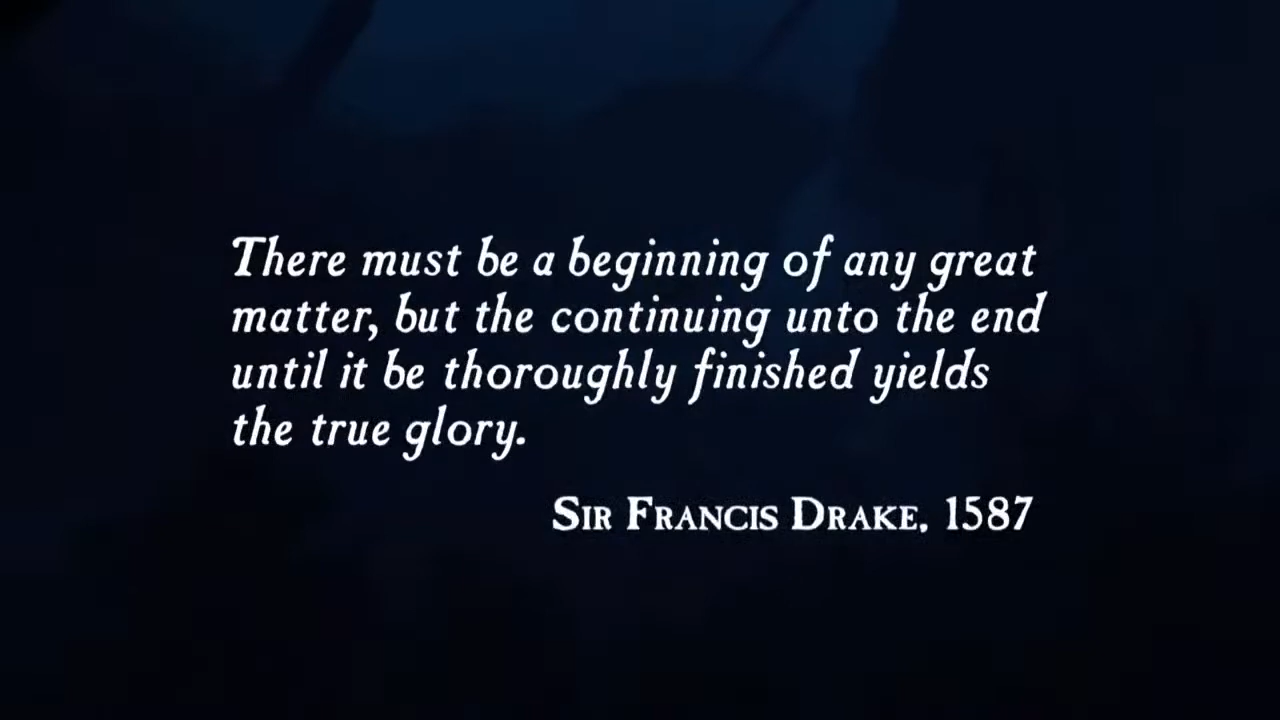 There must be a beginning of any great
matter, but the continuing unto the end
until it be thoroughly finished yields
the true glory.
SIR FRANCIS DRAKE, 1587